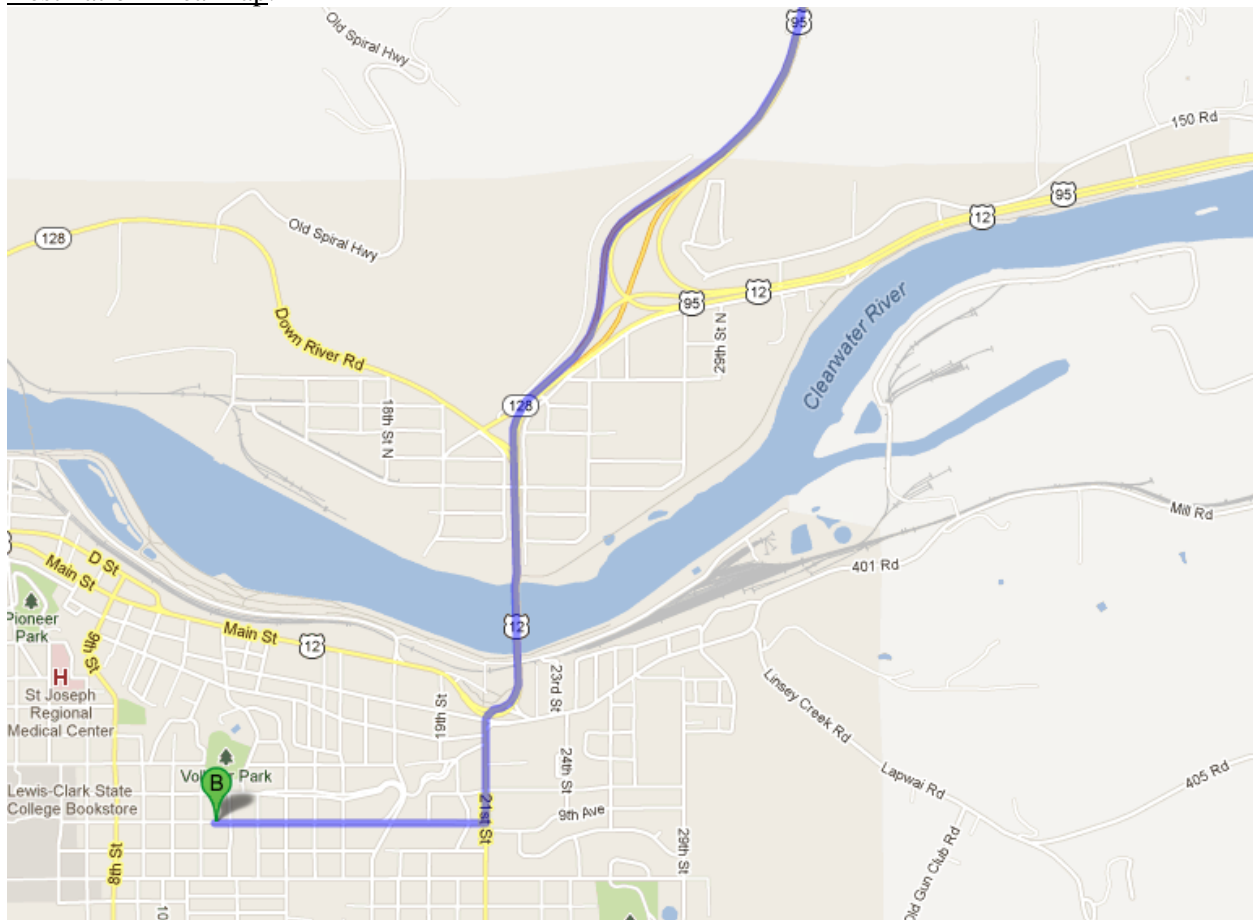 95
Old Spiral Hwy
150 Rd
95
12
Old Spiral Hwy
128
12
95
29th St N
Clearwater River
Down River Rd
128
18th St N
Mill Rd
401 Rd
D St
Main St
Pioneer
Park
9th St
Main St
12
12
H
St Joseph
Regional
Medical Center
19th St
23rd St
Linsey Creek Rd
24th St
Lapwai Rd
405 Rd
Park
B
Lewis-Clark State
College Bookstore
21st St
9th Ave
29th St
8th St
Old Gun Club Rd
10